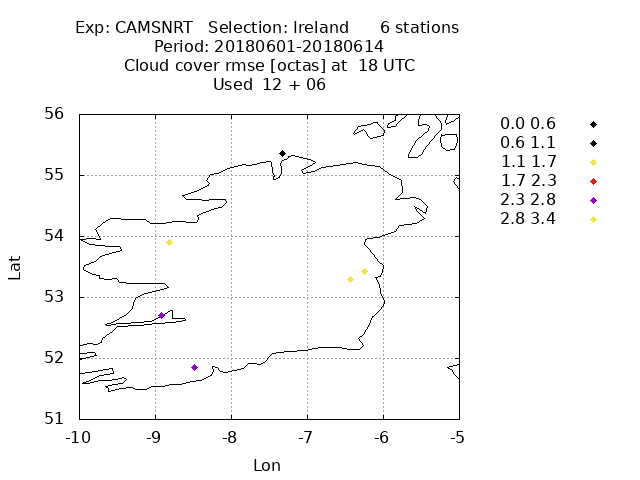 Exp: CAMSNRT   Selection: Ireland      6 stations
Period: 20180601-20180614
Cloud cover rmse [octas] at  18 UTC
Used  12 + 06
56
55
54
53
52
51
Lat
-10 -9 -8 -7 -6 -5
Lon
0.0 0.6
0.6 1.1
1.1 1.7
1.7 2.3
2.3 2.8
2.8 3.4